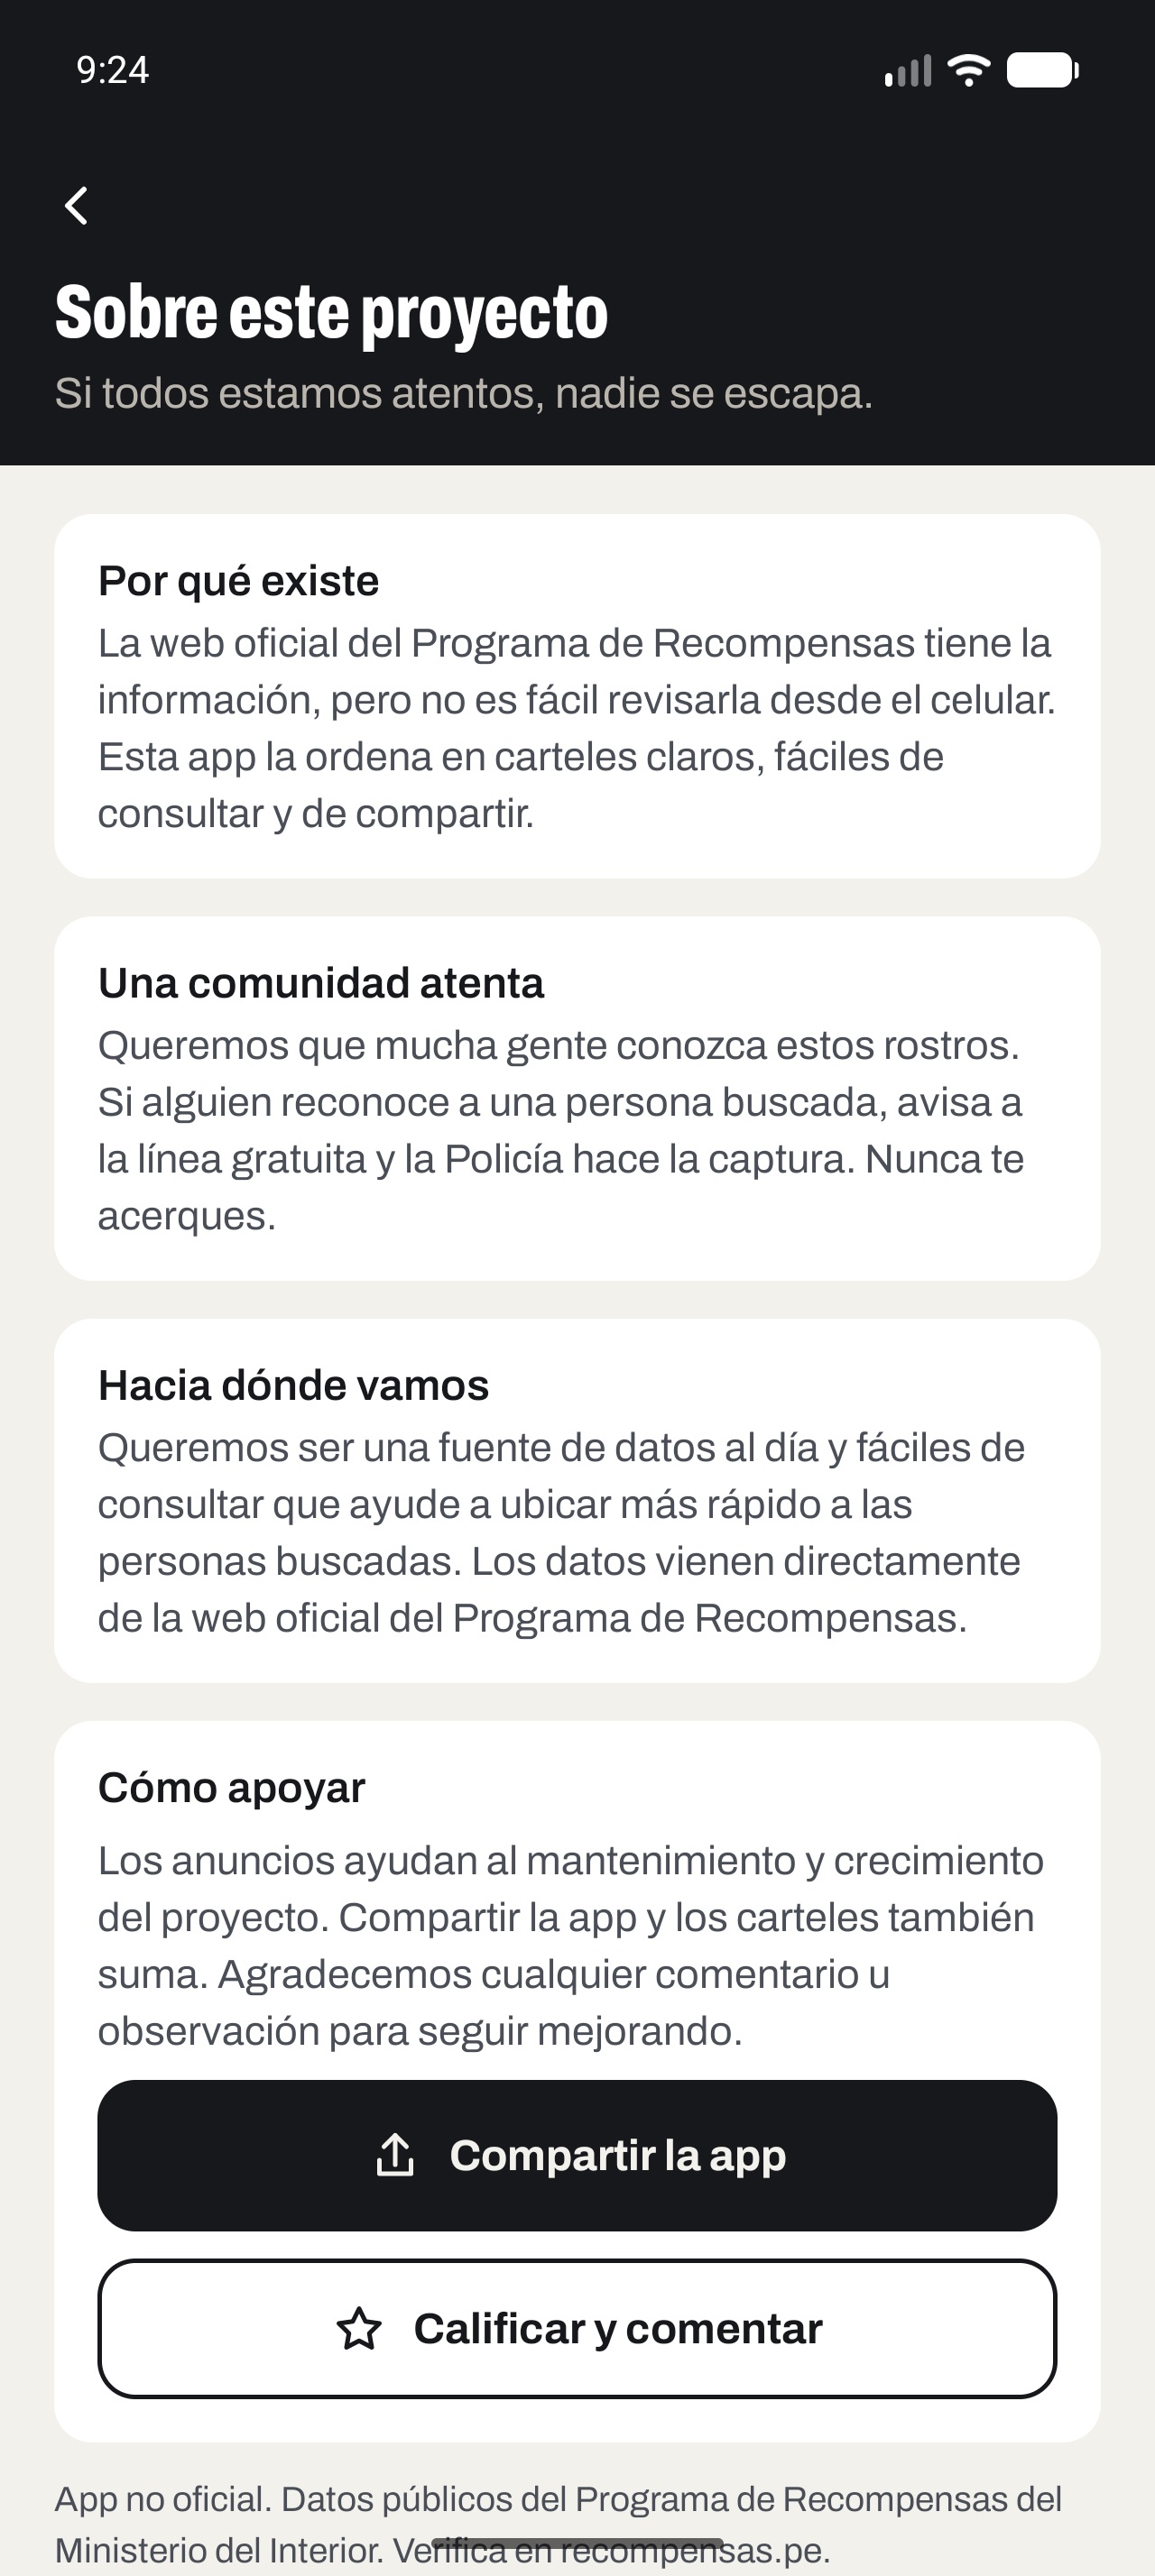 9:24
Sobre este proyecto
Si todos estamos atentos, nadie se escapa.
Por qué existe
La web oficial del Programa de Recompensas tiene la
información, pero no es fácil revisarla desde el celular.
Esta app la ordena en carteles claros, fáciles de
consultar y de compartir.
Una comunidad atenta
Queremos que mucha gente conozca estos rostros.
Si alguien reconoce a una persona buscada, avisa a
la línea gratuita y la Policía hace la captura. Nunca te
acerques.
Hacia dónde vamos
Queremos ser una fuente de datos al día y fáciles de
consultar que ayude a ubicar más rápido a las
personas buscadas. Los datos vienen directamente
de la web oficial del Programa de Recompensas.
Cómo apoyar
Los anuncios ayudan al mantenimiento y crecimiento
del proyecto. Compartir la app y los carteles también
suma. Agradecemos cualquier comentario u
observación para seguir mejorando.
Compartir la app
Calificar y comentar
App no oficial. Datos públicos del Programa de Recompensas del
Ministerio del Interior. Verifica en recompensas.pe.